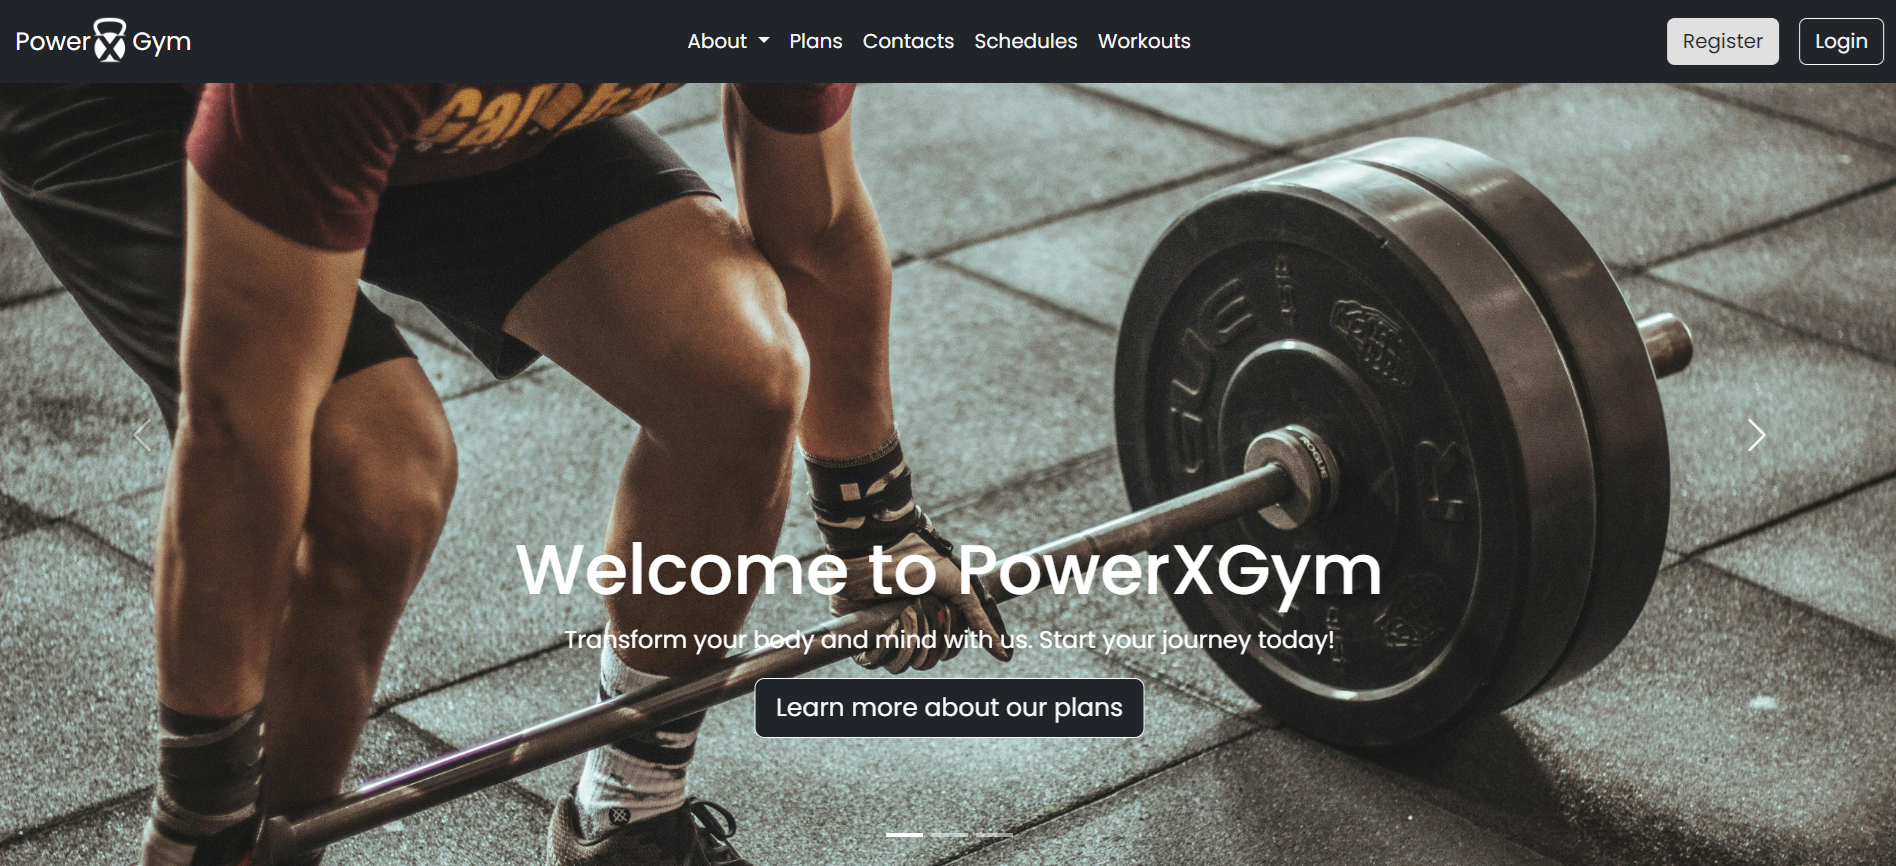 Power X Gym
About
Plans
Contacts
Schedules
Workouts
Register
Login
ROGUE
R
Welcome to PowerXGym
Transform your body and mind with us. Start your journey today!
Learn more about our plans